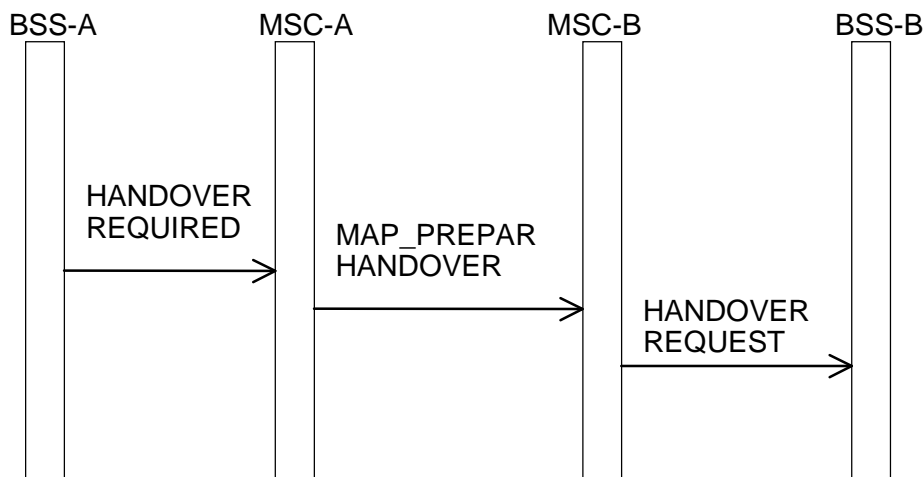 BSS-A MSC-A MSC-B BSS-B
HANDOVER
REQUIRED
MAP_PREPAR
HANDOVER
HANDOVER
REQUEST